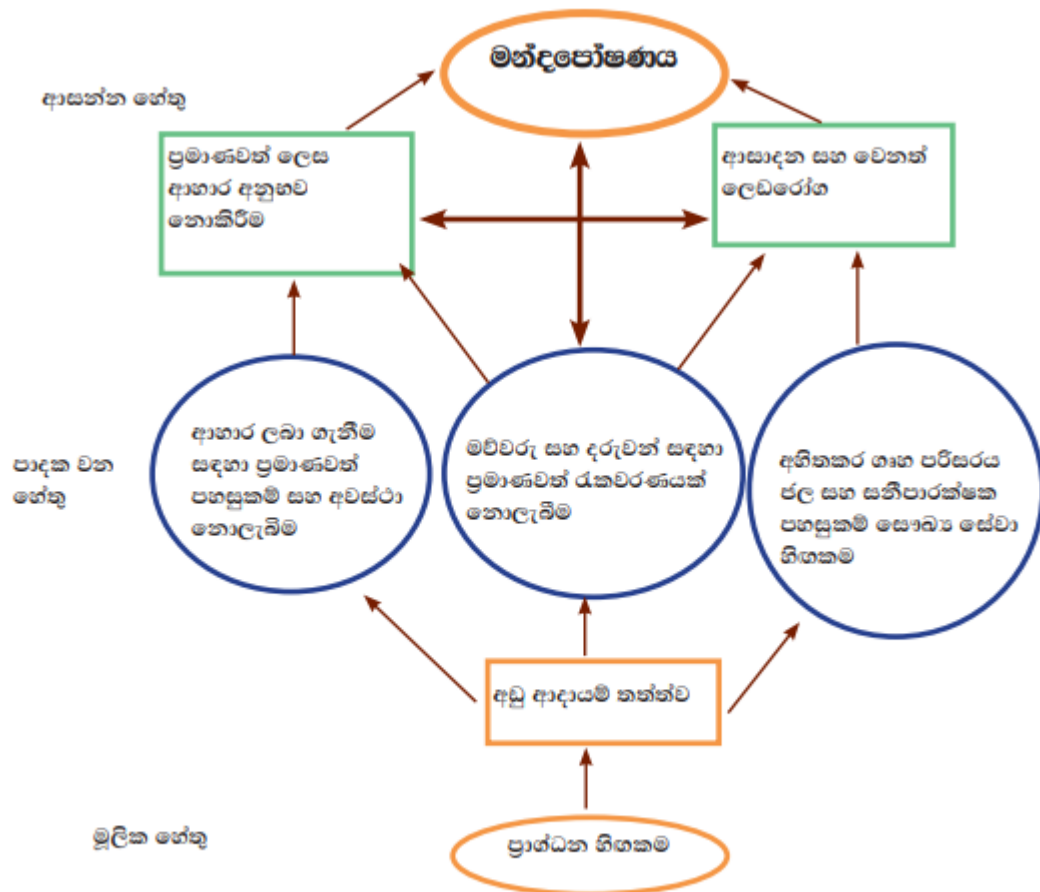 මන්දපෝෂණය
ආසන්න හේතු
ප්‍රමාණවත් ලෙස
ආහාර අනුභව
නොකිරීම
ආසාදන සහ වෙනත්
ලෙඩරෝග
පාදක වන
හේතු
ආහාර ලබා ගැනීම
සඳහා ප්‍රමාණවත්
පහසුකම් සහ අවස්ථා
නොලැබිම
මව්වරු සහ දරුවන් සඳහා
ප්‍රමාණවත් රැකවරණයක්
නොලැබීම
අහිතකර ගෘහ පරිසරය
ජල සහ සනීපාරක්ෂක
පහසුකම් සෞඛ්‍ය සේවා
හිඟකම
අඩු ආදායම් තත්ත්ව
මූලික හේතු
ප්‍රාග්ධන හිඟකම